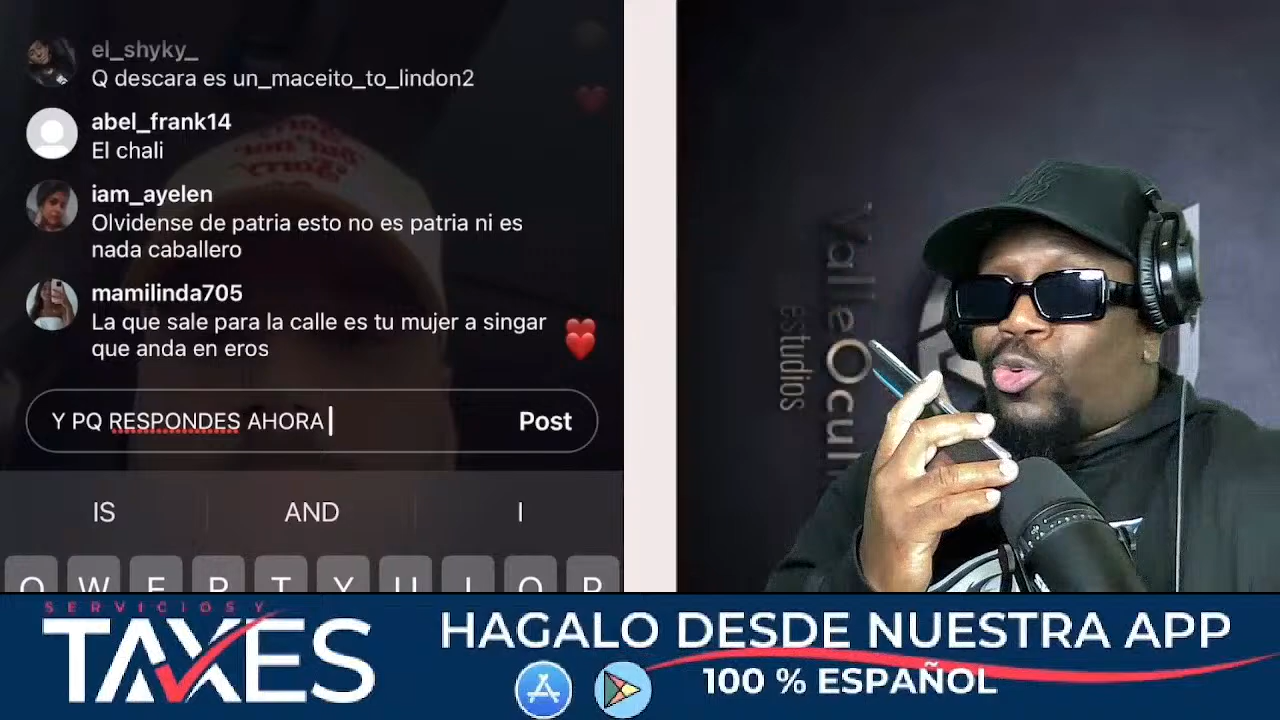 el_shyky_
Q descara es un_maceito_to_lindon2
abel_frank14
El chali
iam_ayelen
Olvidense de patria esto no es patria ni es
nada caballero
mamilinda705
La que sale para la calle es tu mujer a singar
que anda en eros
Y PQ RESPONDES AHORA
Post
IS
AND
I
Q W E R T Y U I O P
Valle Ocul
estudios
SERVICIOS Y
TAXES
HAGALO DESDE NUESTRA APP
100 % ESPAÑOL